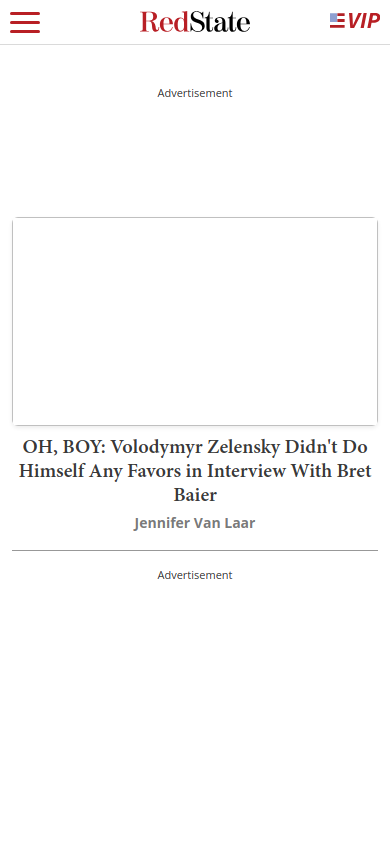 RedState
VIP
Advertisement
OH, BOY: Volodymyr Zelensky Didn't Do
Himself Any Favors in Interview With Bret
Baier
Jennifer Van Laar
Advertisement